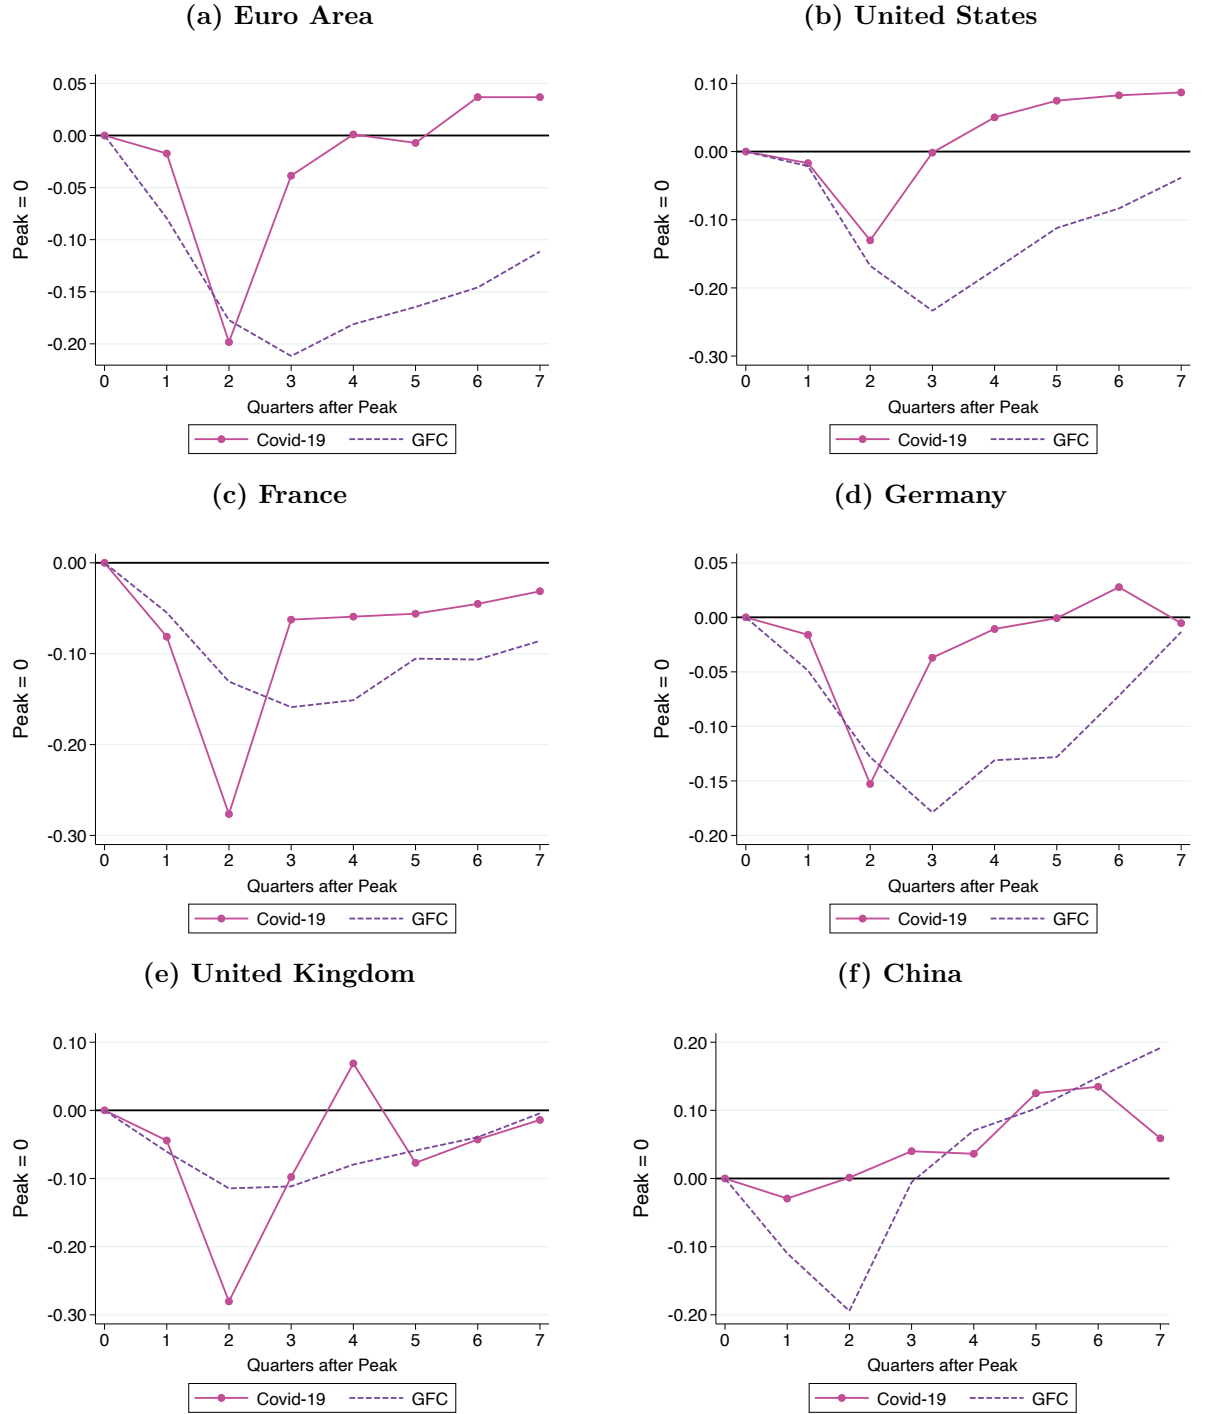 (a) Euro Area
0.05
0.00
-0.05
-0.10
-0.15
-0.20
Peak = 0
0 1 2 3 4 5 6 7
Quarters after Peak
Covid-19 GFC
(b) United States
0.10
0.00
-0.10
-0.20
-0.30
Peak = 0
0 1 2 3 4 5 6 7
Quarters after Peak
Covid-19 GFC
(c) France
0.00
-0.10
-0.20
-0.30
Peak = 0
0 1 2 3 4 5 6 7
Quarters after Peak
Covid-19 GFC
(d) Germany
0.05
0.00
-0.05
-0.10
-0.15
-0.20
Peak = 0
0 1 2 3 4 5 6 7
Quarters after Peak
Covid-19 GFC
(e) United Kingdom
0.10
0.00
-0.10
-0.20
-0.30
Peak = 0
0 1 2 3 4 5 6 7
Quarters after Peak
Covid-19 GFC
(f) China
0.20
0.10
0.00
-0.10
-0.20
Peak = 0
0 1 2 3 4 5 6 7
Quarters after Peak
Covid-19 GFC